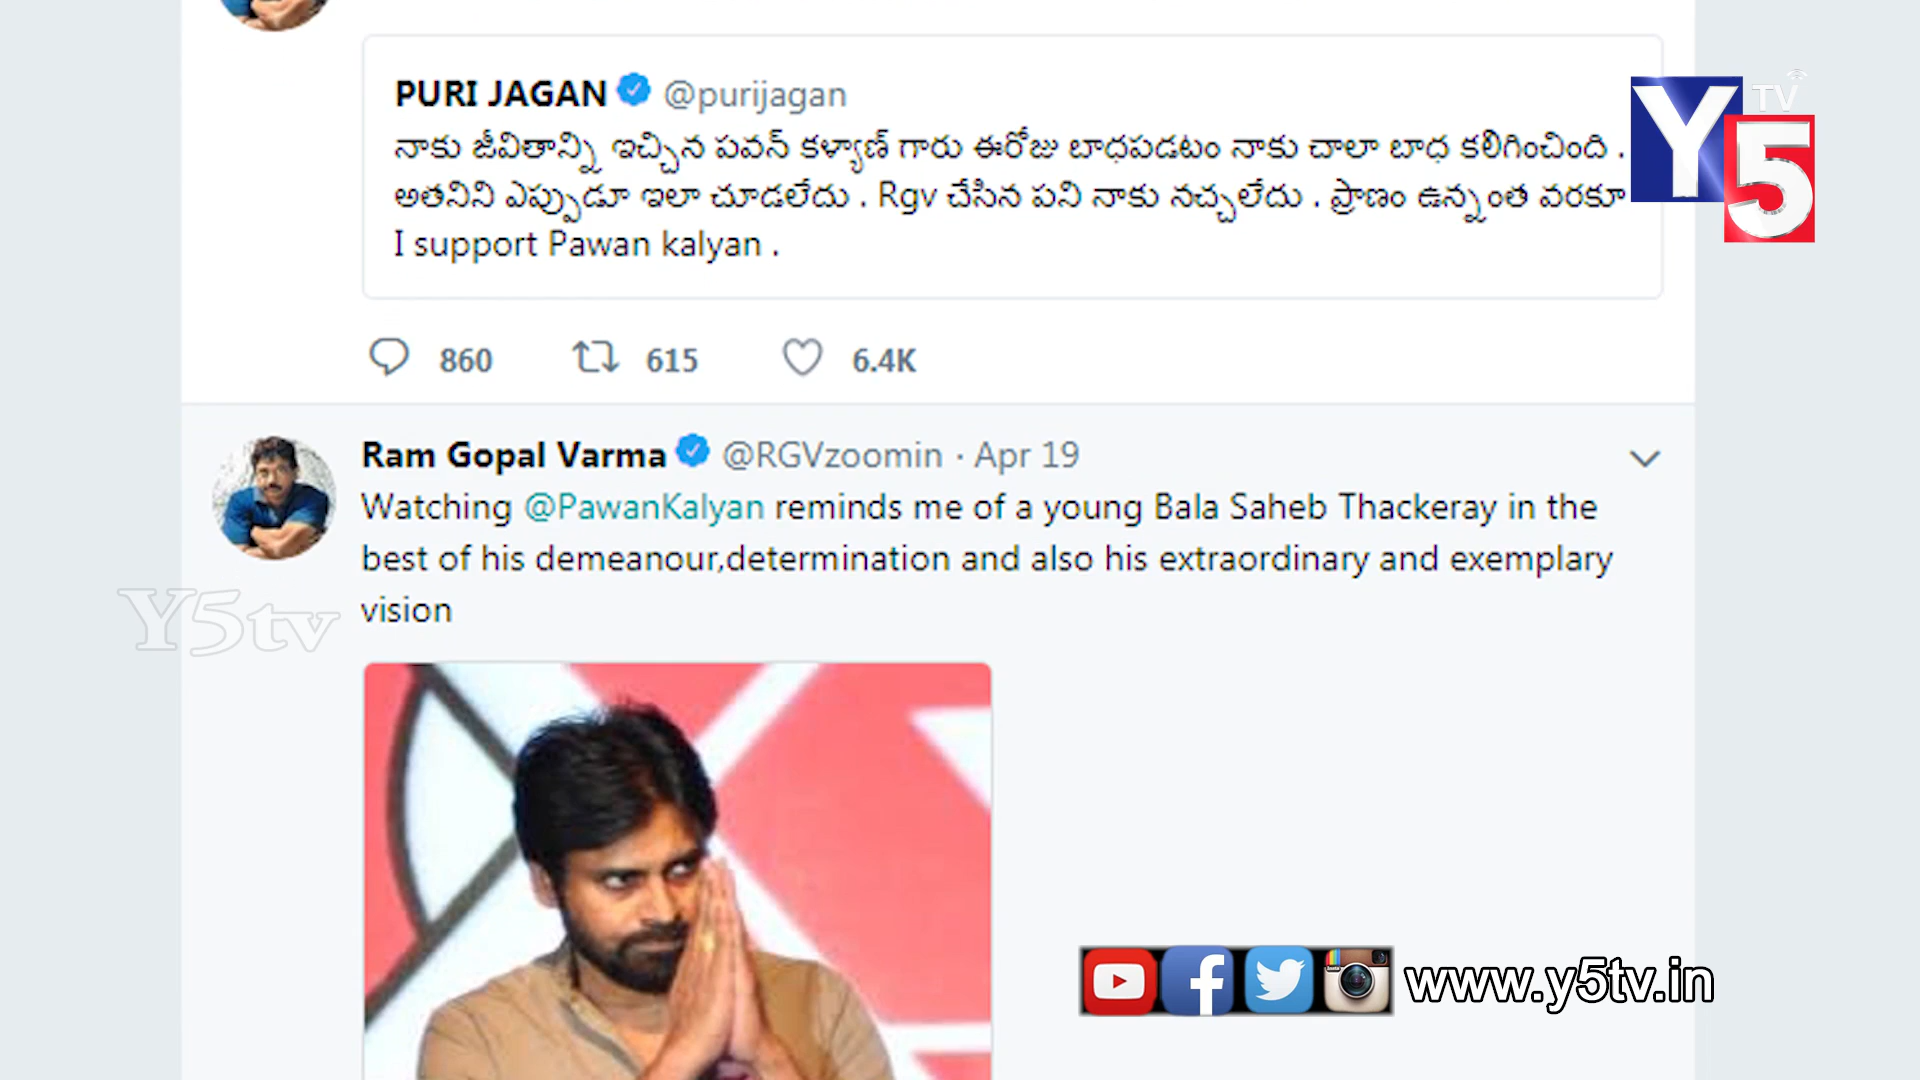 PURI JAGAN @purijagan
నాకు జీవితాన్ని ఇచ్చిన పవన్ కళ్యాణ్ గారు ఈరోజు బాధపడటం నాకు చాలా బాధ కలిగించింది .
అతనిని ఎప్పుడూ ఇలా చూడలేదు . Rgv చేసిన పని నాకు నచ్చలేదు . ప్రాణం ఉన్నంత వరకూ
I support Pawan kalyan .
TV
Y5
860 615 6.4K
Ram Gopal Varma @RGVzoomin · Apr 19
Watching @PawanKalyan reminds me of a young Bala Saheb Thackeray in the
best of his demeanour,determination and also his extraordinary and exemplary
vision
Y5tv
www.y5tv.in